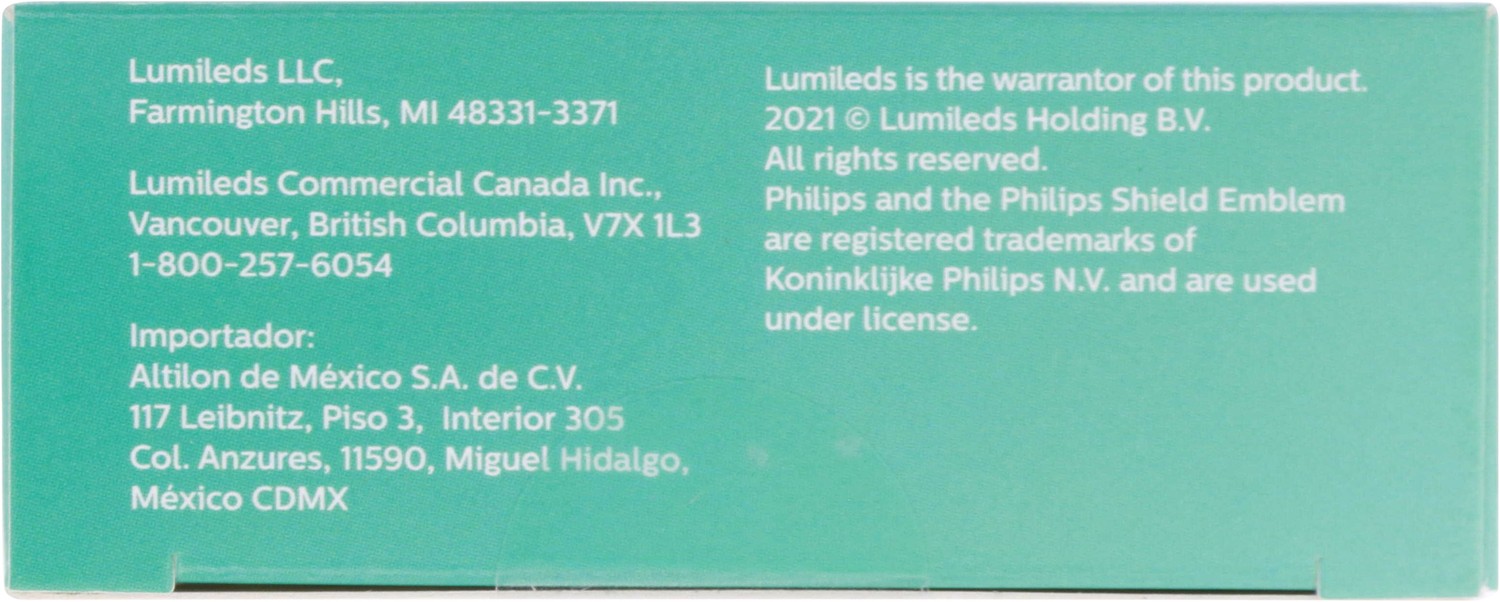 Lumileds LLC,
Farmington Hills, MI 48331-3371
Lumileds Commercial Canada Inc.,
Vancouver, British Columbia, V7X 1L3
1-800-257-6054
Importador:
Altilon de México S.A. de C.V.
117 Leibnitz, Piso 3, Interior 305
Col. Anzures, 11590, Miguel Hidalgo,
México CDMX
Lumileds is the warrantor of this product.
2021 © Lumileds Holding B.V.
All rights reserved.
Philips and the Philips Shield Emblem
are registered trademarks of
Koninklijke Philips N.V. and are used
under license.